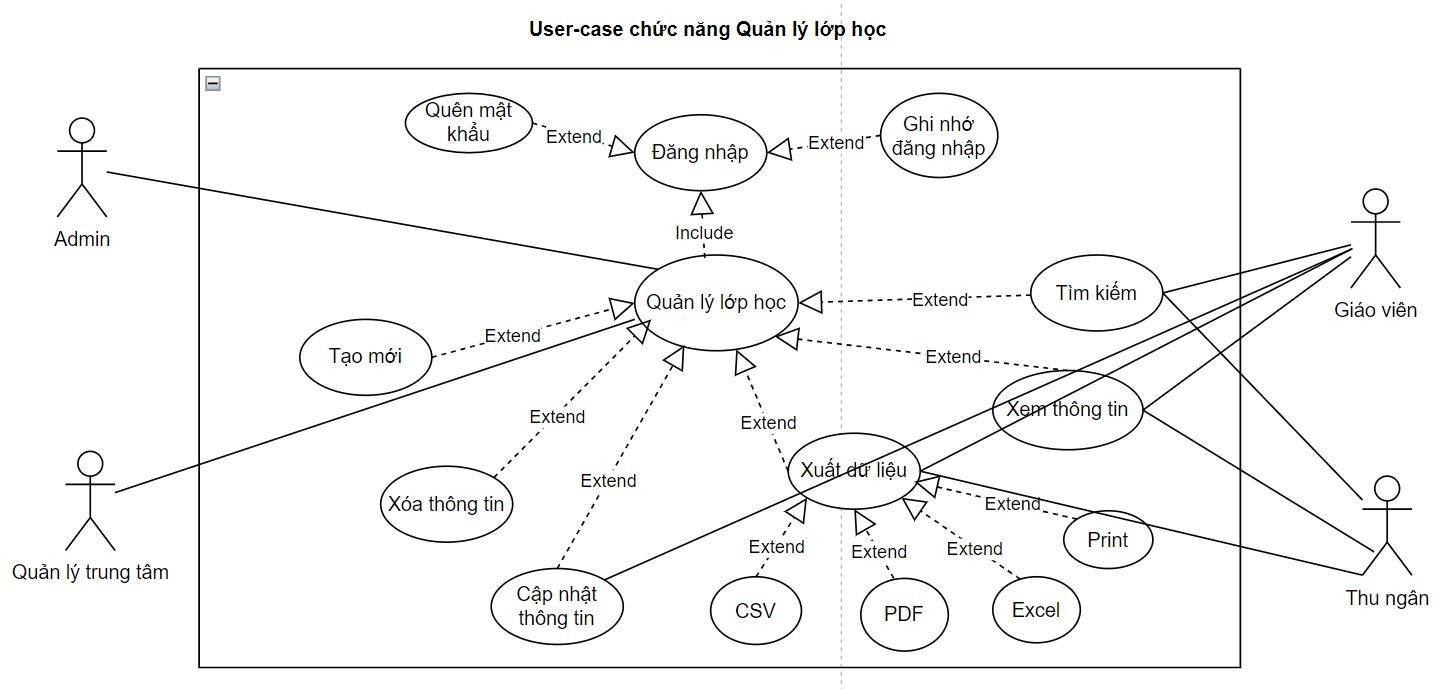 User-case chức năng Quản lý lớp học
Quên mật
khẩu
Extend
Đăng nhập
Extend
Ghi nhớ
đăng nhập
Admin
Include
Quản lý lớp học
Extend
Tìm kiếm
Giáo viên
Tạo mới
Extend
Extend
Xem thông tin
Extend
Extend
Xuất dữ liệu
Extend
Xóa thông tin
Extend
Print
Quản lý trung tâm
Extend
Extend
Extend
Cập nhật
thông tin
CSV
PDF
Excel
Thu ngân